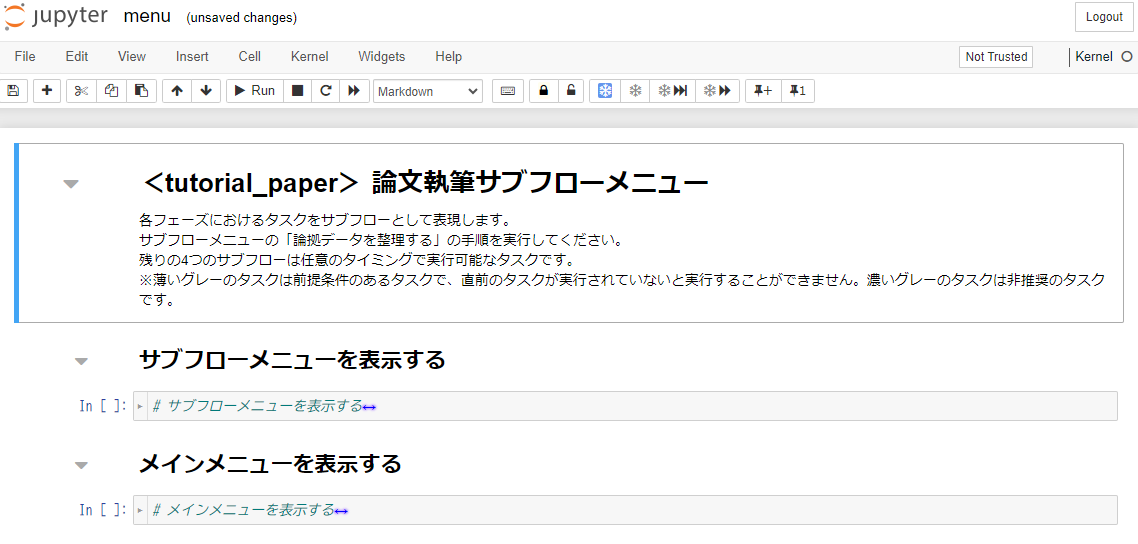 jupyter menu (unsaved changes) Logout
File Edit View Insert Cell Kernel Widgets Help Not Trusted Kernel
Run Markdown + 1
<tutorial_paper> 論文執筆サブフローメニュー
各フェーズにおけるタスクをサブフローとして表現します。
サブフローメニューの「論拠データを整理する」の手順を実行してください。
残りの4つのサブフローは任意のタイミングで実行可能なタスクです。
※薄いグレーのタスクは前提条件のあるタスクで、直前のタスクが実行されていないと実行することができません。濃いグレーのタスクは非推奨のタスク
です。
サブフローメニューを表示する
In [ ]: # サブフローメニューを表示する
メインメニューを表示する
In [ ]: # メインメニューを表示する